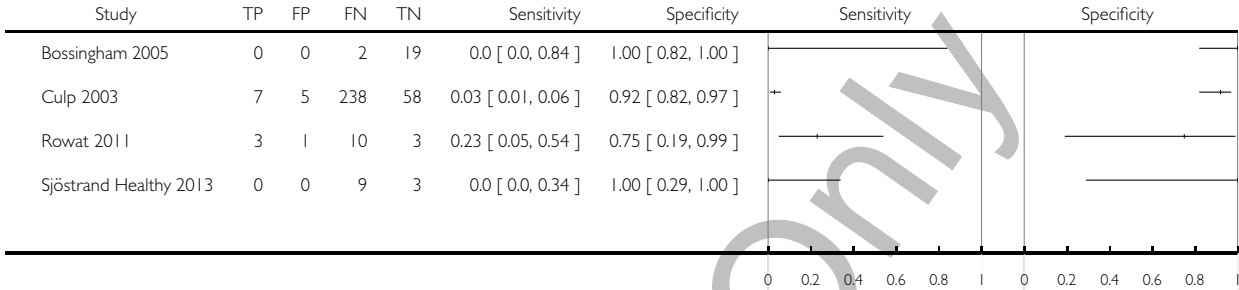 Study TP FP FN TN Sensitivity Specificity Sensitivity Specificity
Bossingham 2005 0 0 2 19 0.0 [ 0.0, 0.84 ] 1.00 [ 0.82, 1.00 ]
Culp 2003 7 5 238 58 0.03 [ 0.01, 0.06 ] 0.92 [ 0.82, 0.97 ]
Rowat 2011 3 1 10 3 0.23 [ 0.05, 0.54 ] 0.75 [ 0.19, 0.99 ]
Sjöstrand Healthy 2013 0 0 9 3 0.0 [ 0.0, 0.34 ] 1.00 [ 0.29, 1.00 ]
0 0.2 0.4 0.6 0.8 1 0 0.2 0.4 0.6 0.8 1
Only